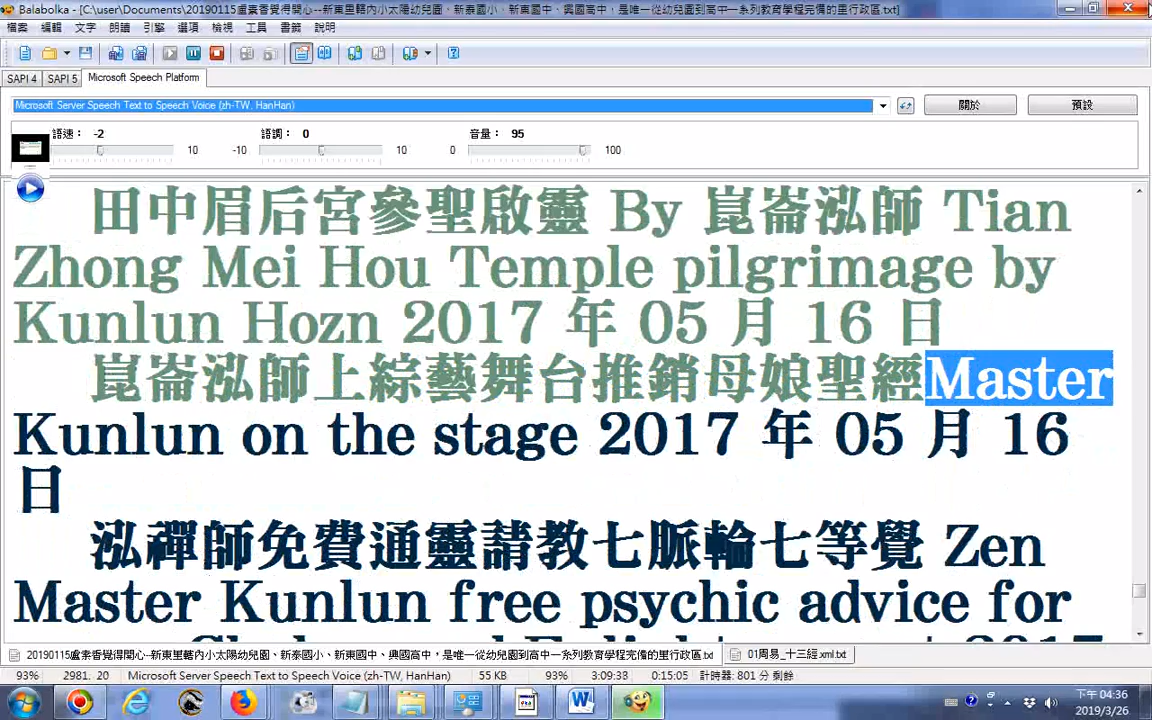 Balabolka - [C:\user\Documents\20190115盧素香覺得開心--新東里轄內小太陽幼兒園、新泰國小、新東國中、興國高中，是唯一從幼兒園到高中一系列教育學程完備的里行政區.txt]
檔案 編輯 文字 朗讀 引擎 選項 檢視 工具 書籤 說明
SAPI 4 SAPI 5 Microsoft Speech Platform
Microsoft Server Speech Text to Speech Voice (zh-TW, HanHan)
關於 預設
語速： -2 語調： 0 音量： 95
10 -10 10 0 100
田中眉后宮參聖啟靈 By 崑崙泓師 Tian
Zhong Mei Hou Temple pilgrimage by
Kunlun Hozn 2017 年 05 月 16 日
崑崙泓師上綜藝舞台推銷母娘聖經Master
Kunlun on the stage 2017 年 05 月 16
日
泓禪師免費通靈請教七脈輪七等覺 Zen
Master Kunlun free psychic advice for
20190115盧素香覺得開心--新東里轄內小太陽幼兒園、新泰國小、新東國中、興國高中，是唯一從幼兒園到高中一系列教育學程完備的里行政區.txt 01周易_十三經.xml.txt
93% 2981. 20 Microsoft Server Speech Text to Speech Voice (zh-TW, HanHan) 55 KB 93% 3:09:38 0:15:05 計時器: 801 分 剩餘
下午 04:36
2019/3/26